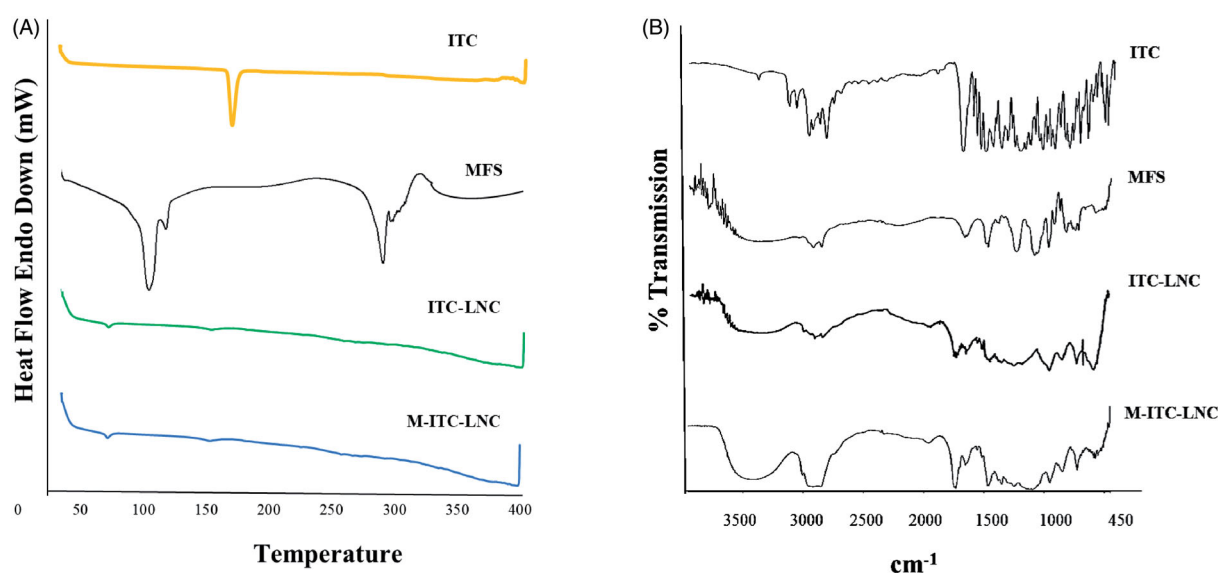 (A)
Heat Flow Endo Down (mW)
ITC
MFS
ITC-LNC
M-ITC-LNC
0 50 100 150 200 250 300 350 400
Temperature
(B)
% Transmission
ITC
MFS
ITC-LNC
M-ITC-LNC
3500 3000 2500 2000 1500 1000 450
cm-1